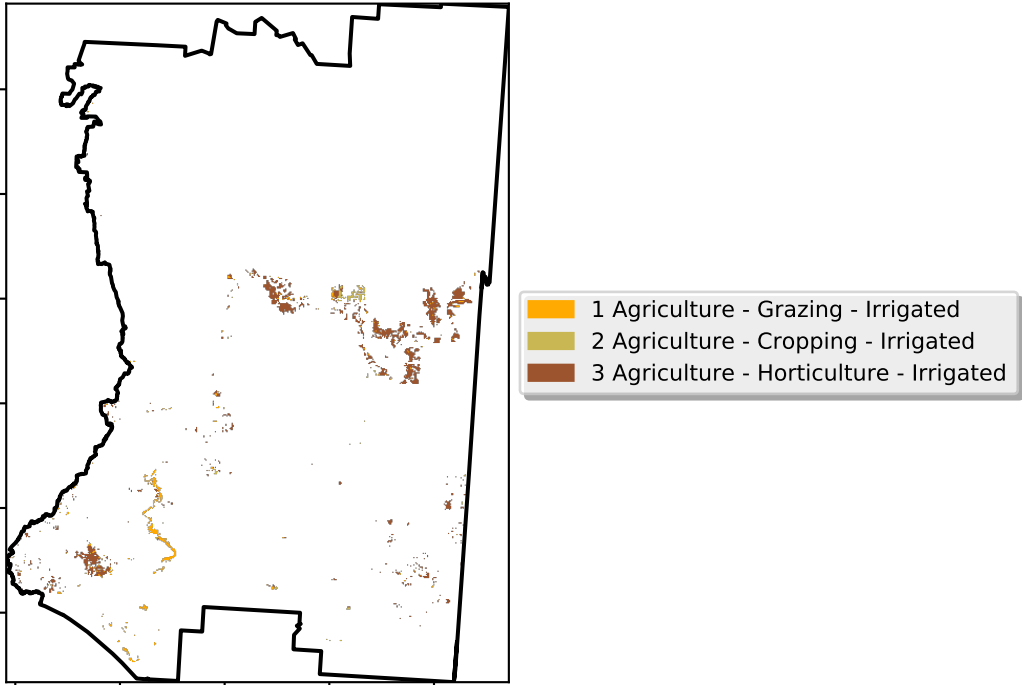 1 Agriculture - Grazing - Irrigated
2 Agriculture - Cropping - Irrigated
3 Agriculture - Horticulture - Irrigated